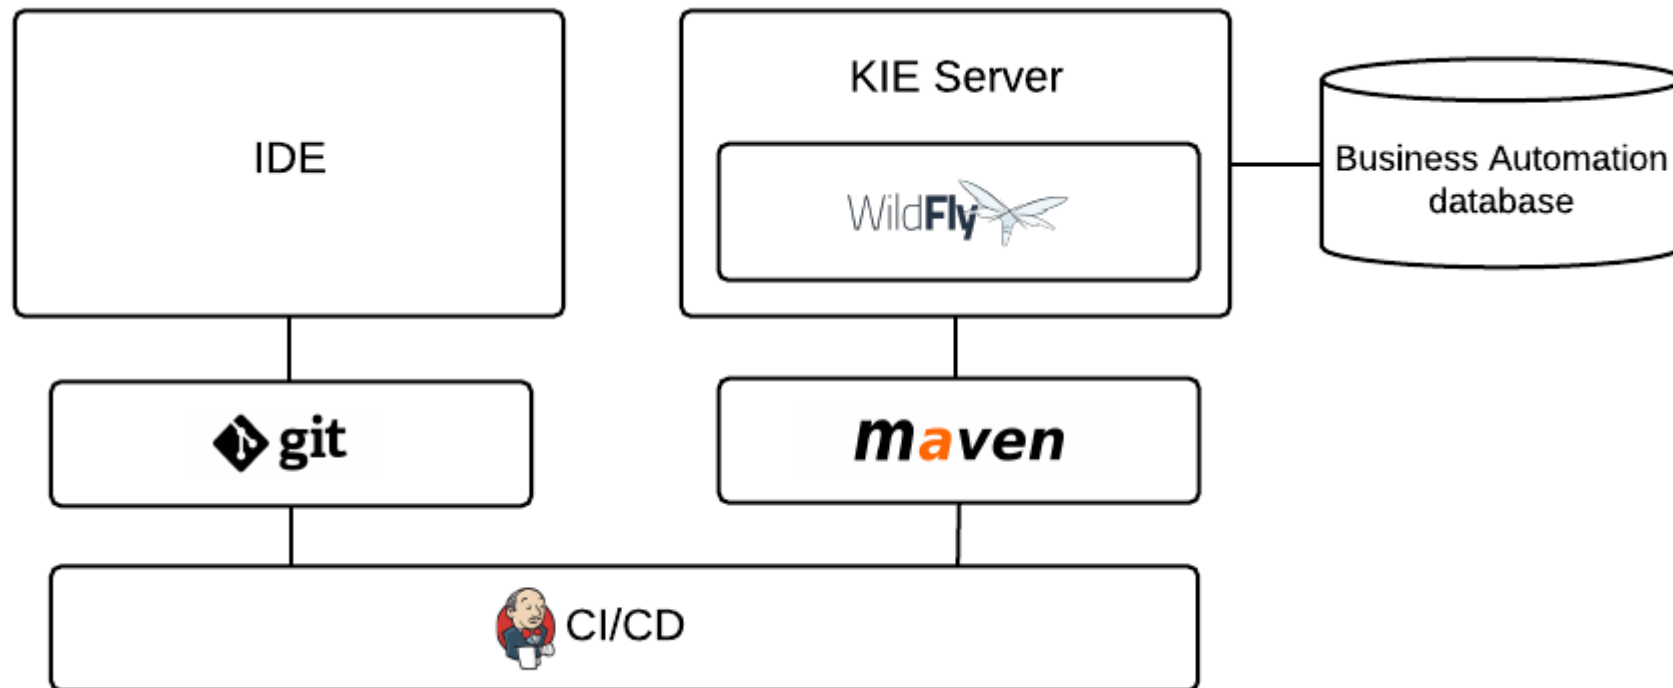 IDE
KIE Server
WildFly
Business Automation
database
git
maven
CI/CD